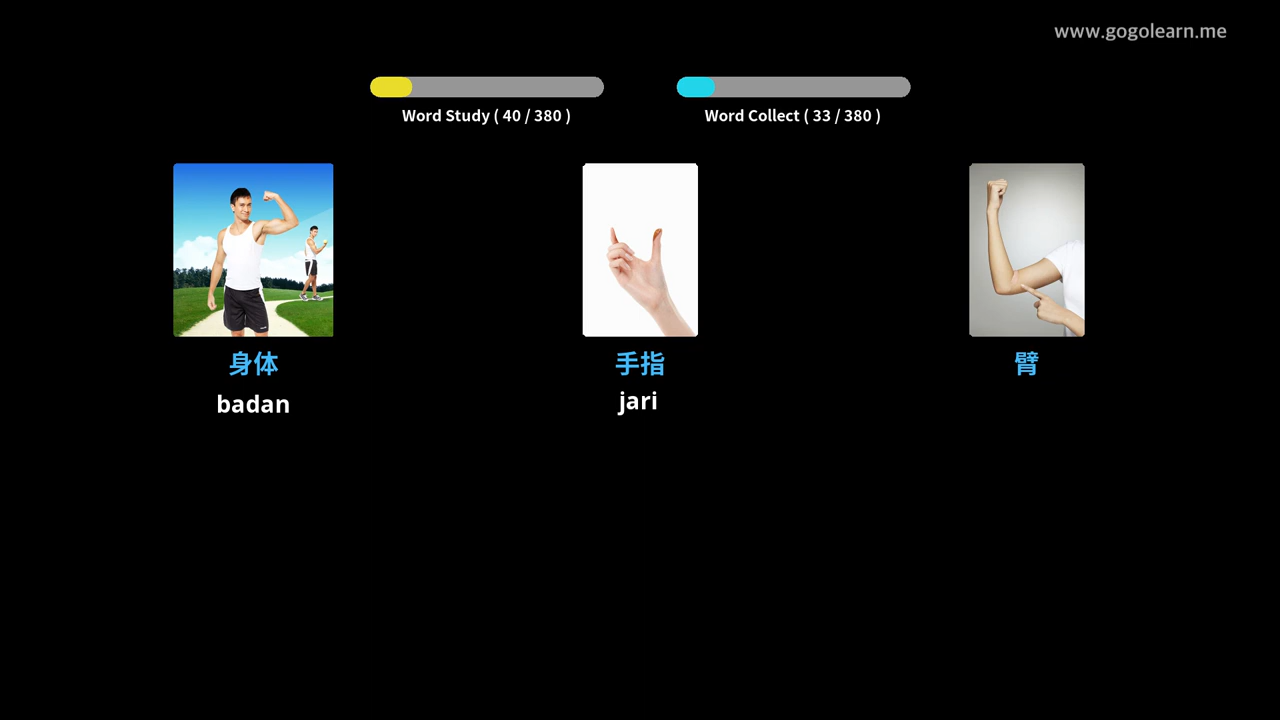 www.gogolearn.me
Word Study ( 40 / 380 )
Word Collect ( 33 / 380 )
身体
手指
臂
badan
jari